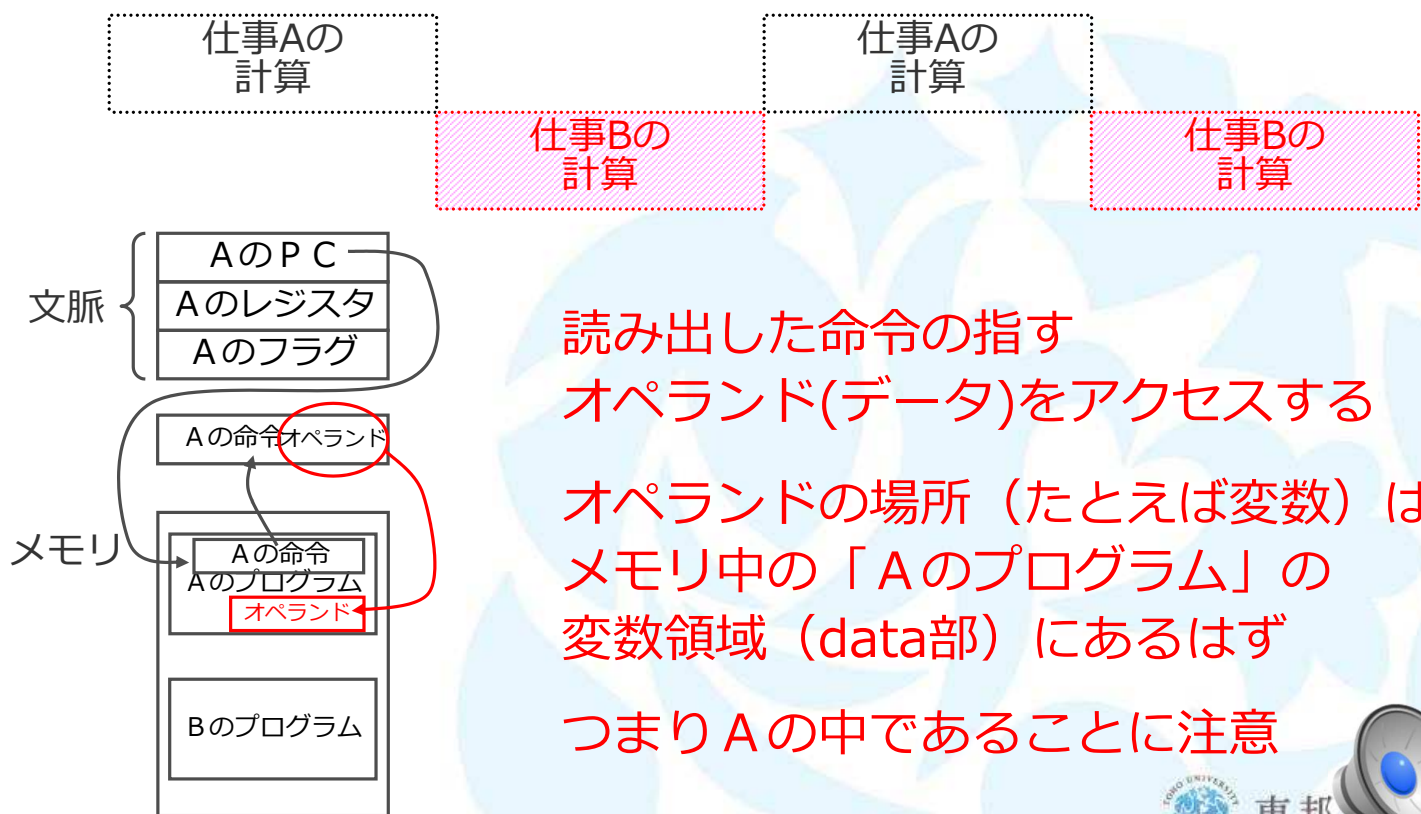 仕事Aの
計算
仕事Aの
計算
仕事Bの
計算
仕事Bの
計算
文脈
AのPC
Aのレジスタ
Aのフラグ
Aの命令オペランド
メモリ
Aの命令
Aのプログラム
オペランド
Bのプログラム
読み出した命令の指す
オペランド(データ)をアクセスする
オペランドの場所（たとえば変数）は
メモリ中の「Aのプログラム」の
変数領域（data部）にあるはず
つまりAの中であることに注意
TOHO UNIVERSITY
東邦